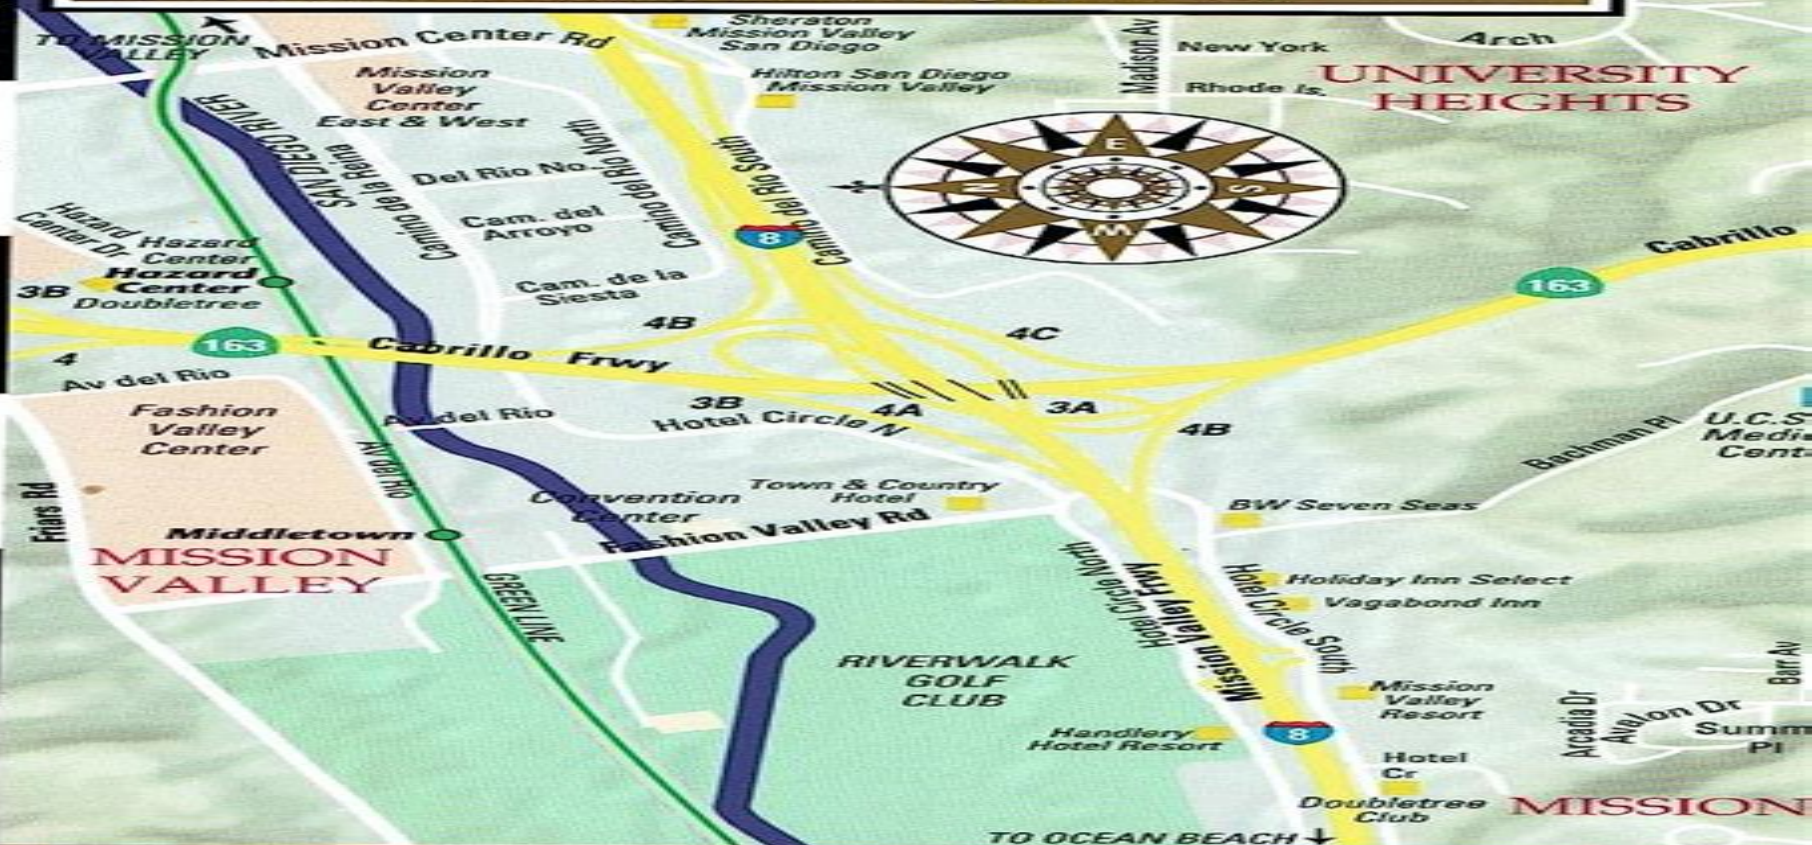 TO MISSION
VALLEY
Mission Center Rd
Sheraton
Mission Valley
San Diego
Madison Av
New York
Arch
UNIVERSITY
HEIGHTS
Rhode Is.
Mission
Valley
Center
East & West
Hilton San Diego
Mission Valley
SAN DIEGO RIVER
Camino de la Reina
Del Rio No.
Camino del Rio North
Camino del Rio South
E
N
S
W
Cam. del
Arroyo
8
Hazard
Center Dr
Hazard
Center
Hazard
Center
Doubletree
3B
Cam. de la
Siesta
Cabrillo
163
4B
4C
163
Cabrillo Frwy
4
Av del Rio
Fashion
Valley
Center
Av del Rio
Av del Rio
Hotel Circle N
3B
4A
3A
4B
Bachman Pl
U.C.S
Medi
Cent
Friars Rd
Convention
Center
Town & Country
Hotel
BW Seven Seas
Middletown
Fashion Valley Rd
MISSION
VALLEY
GREEN LINE
Hotel Circle North
Mission Valley Frwy
Hotel Circle South
Holiday Inn Select
Vagabond Inn
RIVERWALK
GOLF
CLUB
Mission
Valley
Resort
Handlery
Hotel Resort
8
Arcadia Dr
Avalon Dr
Barr Av
Summ
Pl
Hotel
Cr
Doubletree
Club
MISSION
TO OCEAN BEACH